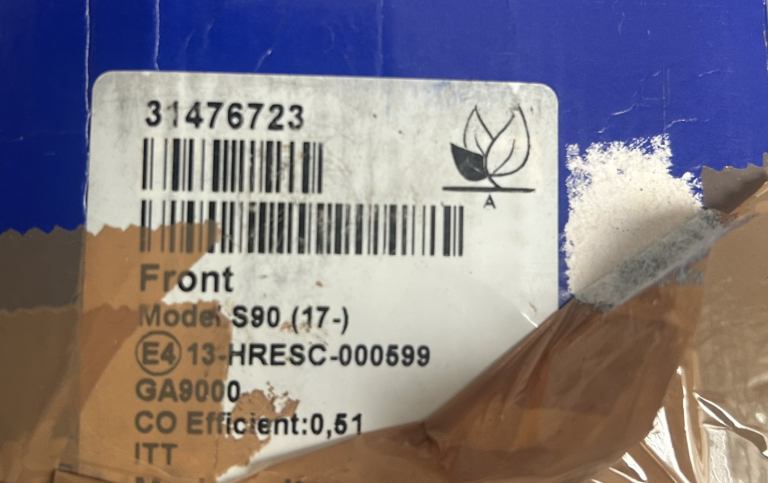 31476723
A
Front
Model S90 (17-)
E4 13-HRESC-000599
GA9000
CO Efficient:0,51
ITT